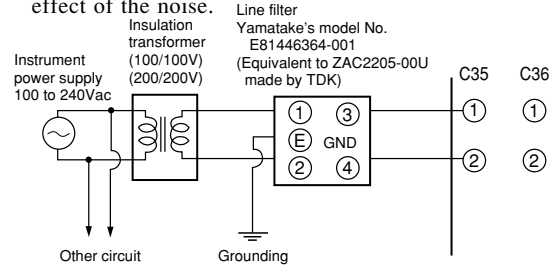 effect of the noise.
Line filter
Yamatake's model No.
E81446364-001
(Equivalent to ZAC2205-00U
made by TDK)
Insulation
transformer
(100/100V)
(200/200V)
Instrument
power supply
100 to 240Vac
C35 C36
1 3 1 1
E GND
2 4 2 2
Other circuit Grounding